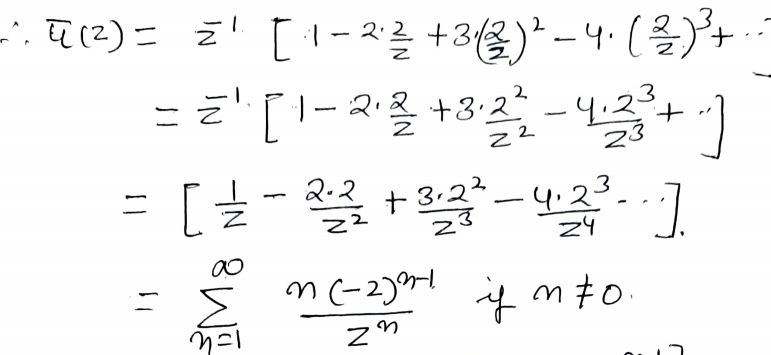 ∴ ū(z) = z⁻¹ [ 1 - 2·2/z + 3·(2/z)² - 4·(2/z)³ + ···]
= z⁻¹ [ 1 - 2·2/z + 3·2²/z² - 4·2³/z³ + ··]
= [ 1/z - 2·2/z² + 3·2²/z³ - 4·2³/z⁴ ···].
= ∞ Σ n=1 n(-2)ⁿ⁻¹/zⁿ if n ≠ 0.